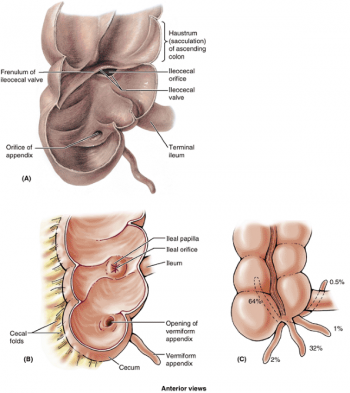 Haustrum
(sacculation)
of ascending
colon
Frenulum of
ileocecal valve
Ileocecal
orifice
Ileocecal
valve
Orifice of
appendix
Terminal
ileum
(A)
Ileal papilla
Ileal orifice
Ileum
Cecal
folds
Opening of
vermiform
appendix
Vermiform
appendix
Cecum
(B)
64%
0.5%
1%
32%
2%
(C)
Anterior views